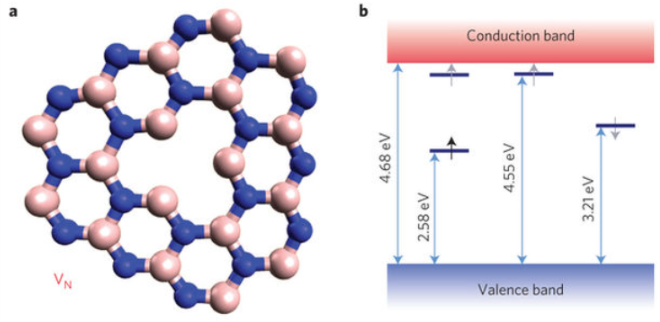 a
b
V_N
Conduction band
4.68 eV
2.58 eV
4.55 eV
3.21 eV
Valence band